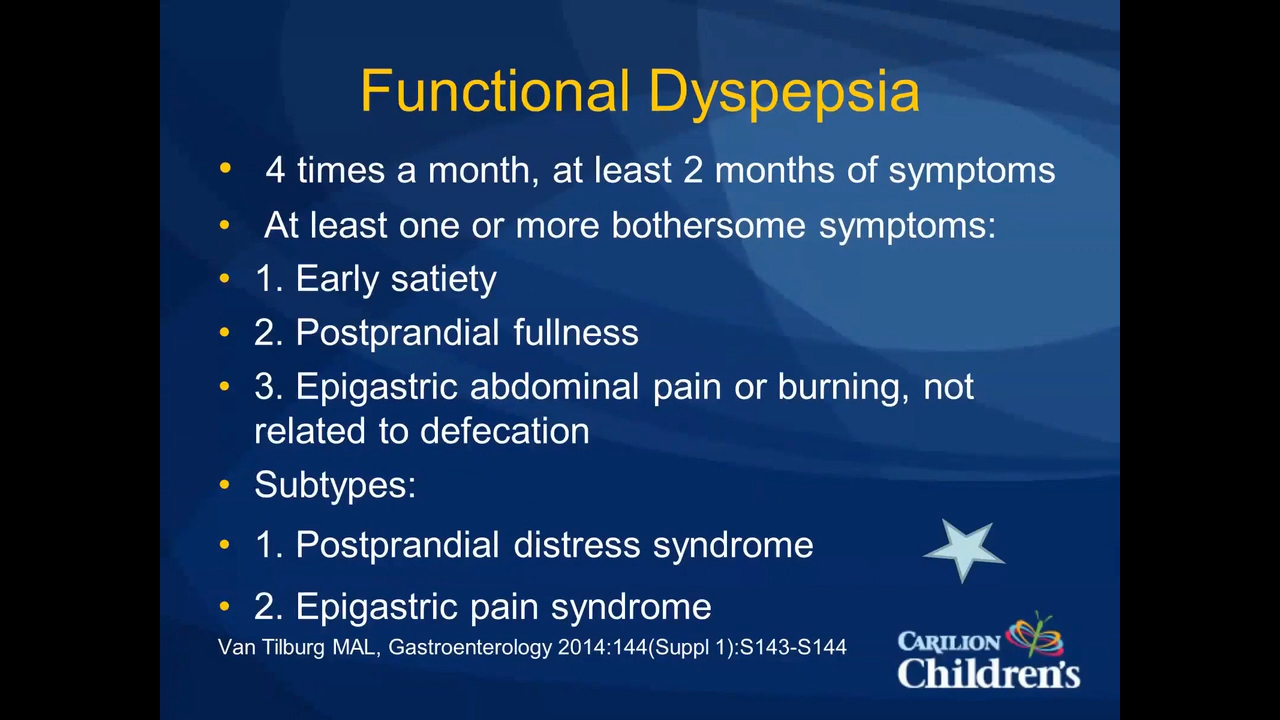 Functional Dyspepsia
• 4 times a month, at least 2 months of symptoms
• At least one or more bothersome symptoms:
• 1. Early satiety
• 2. Postprandial fullness
• 3. Epigastric abdominal pain or burning, not
related to defecation
• Subtypes:
• 1. Postprandial distress syndrome
• 2. Epigastric pain syndrome
Van Tilburg MAL, Gastroenterology 2014:144(Suppl 1):S143-S144
CARILION
Children's